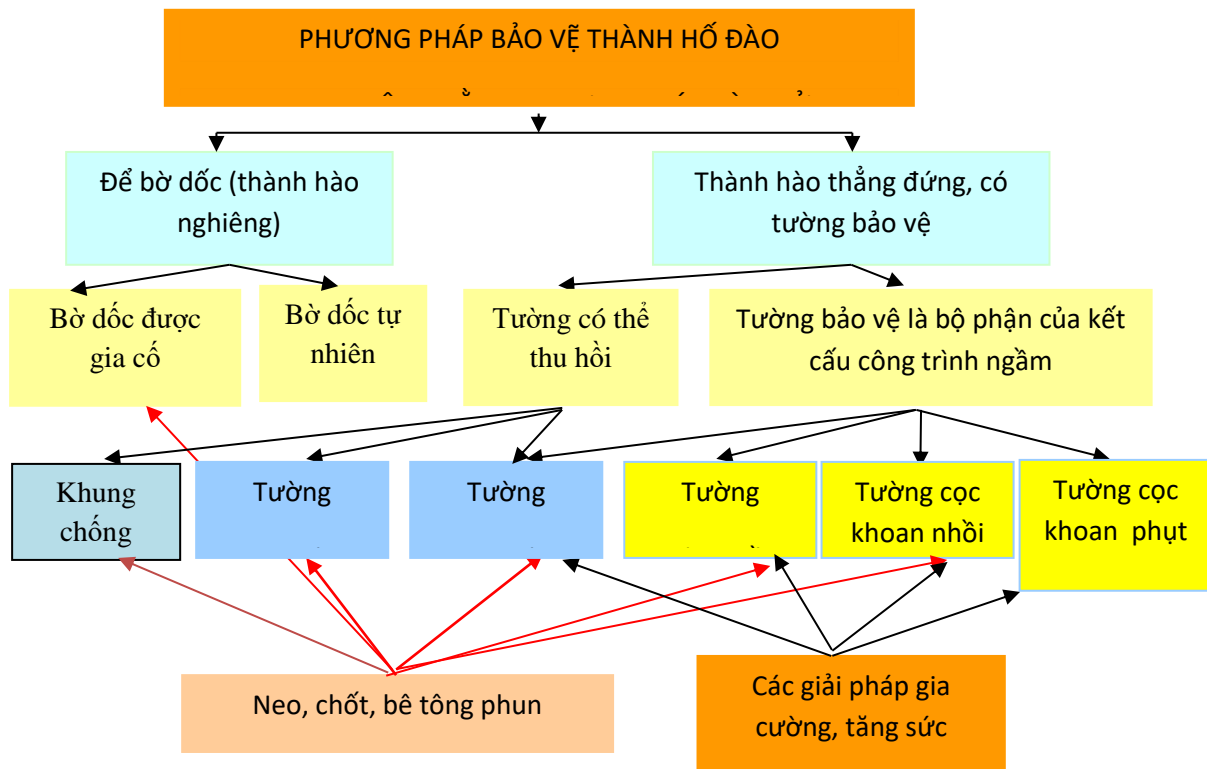 PHƯƠNG PHÁP BẢO VỆ THÀNH HỐ ĐÀO
Để bờ dốc (thành hào
nghiêng)
Thành hào thẳng đứng, có
tường bảo vệ
Bờ dốc được
gia cố
Bờ dốc tự
nhiên
Tường có thể
thu hồi
Tường bảo vệ là bộ phận của kết
cấu công trình ngầm
Khung
chống
Tường
Tường
Tường
Tường cọc
khoan nhồi
Tường cọc
khoan phụt
Neo, chốt, bê tông phun
Các giải pháp gia
cường, tăng sức